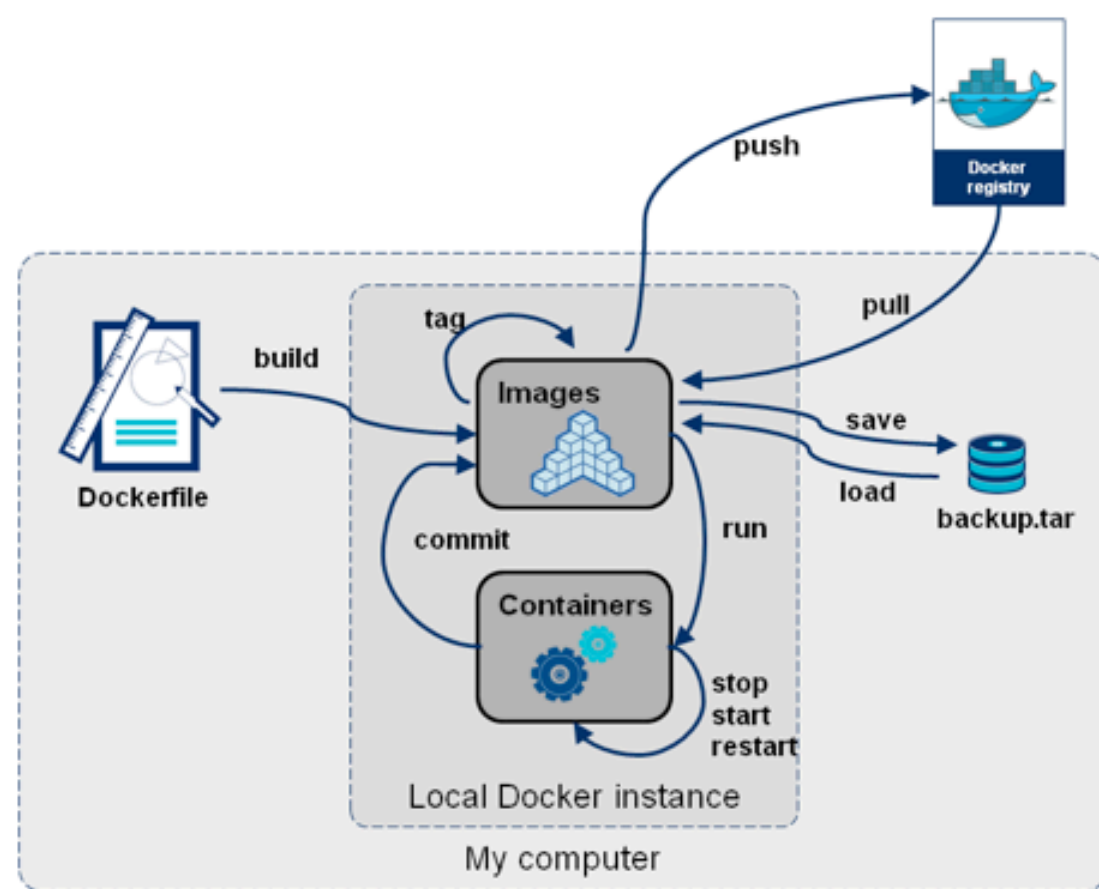 push
Docker
registry
tag
pull
build
Images
save
Dockerfile
load
backup.tar
commit
run
Containers
stop
start
restart
Local Docker instance
My computer